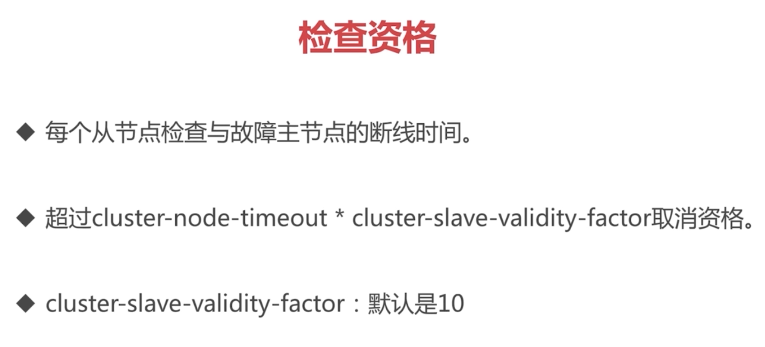 检查资格
◆ 每个从节点检查与故障主节点的断线时间。
◆ 超过cluster-node-timeout * cluster-slave-validity-factor取消资格。
◆ cluster-slave-validity-factor：默认是10